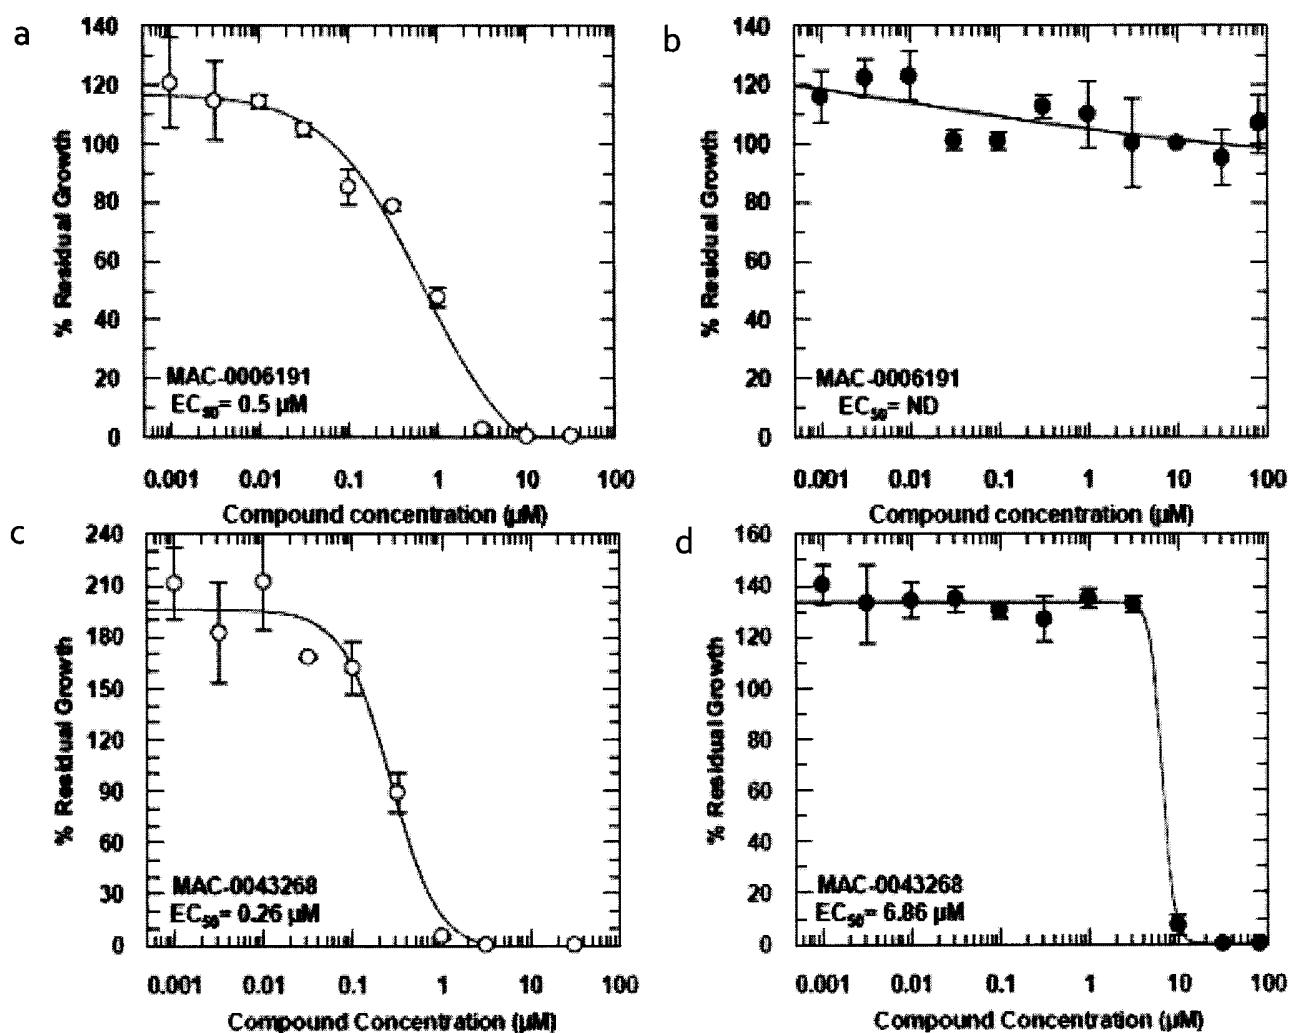 a
140
120
100
80
60
40
20
0
% Residual Growth
MAC-0006191
EC50= 0.5 µM
0.001 0.01 0.1 1 10 100
Compound concentration (µM)
b
140
120
100
80
60
40
20
0
% Residual Growth
MAC-0006191
EC50= ND
0.001 0.01 0.1 1 10 100
Compound concentration (µM)
c
240
210
180
150
120
90
60
30
0
% Residual Growth
MAC-0043268
EC50= 0.26 µM
0.001 0.01 0.1 1 10 100
Compound Concentration (µM)
d
160
140
120
100
80
60
40
20
0
% Residual Growth
MAC-0043268
EC50= 6.86 µM
0.001 0.01 0.1 1 10 100
Compound Concentration (µM)